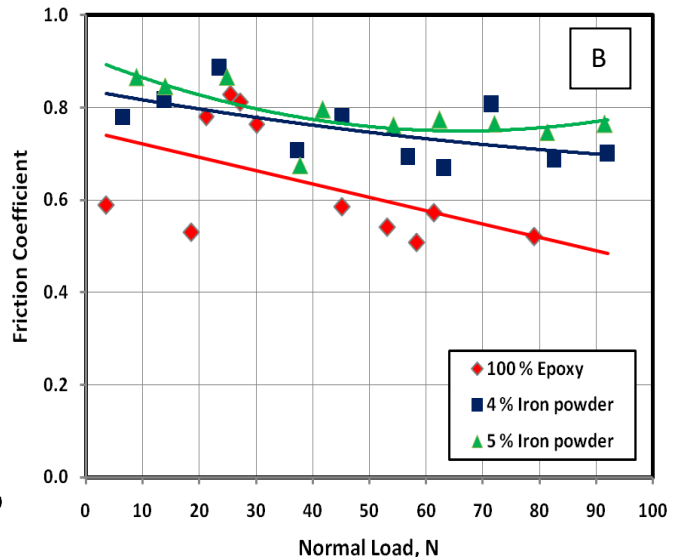 B
1.0
0.8
0.6
0.4
0.2
0.0
Friction Coefficient
100 % Epoxy
4 % Iron powder
5 % Iron powder
0 10 20 30 40 50 60 70 80 90 100
Normal Load, N